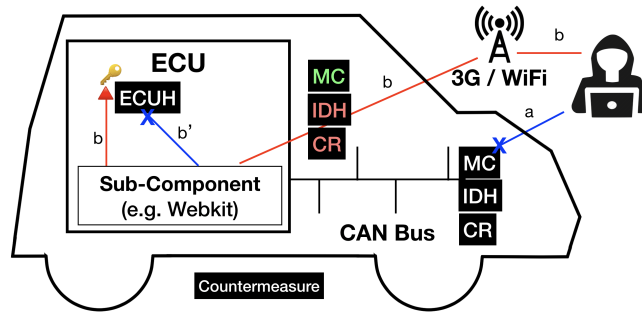 ECU
ECUH
b
b'
Sub-Component
(e.g. Webkit)
MC
IDH
CR
b
3G / WiFi
b
a
MC
IDH
CR
CAN Bus
Countermeasure